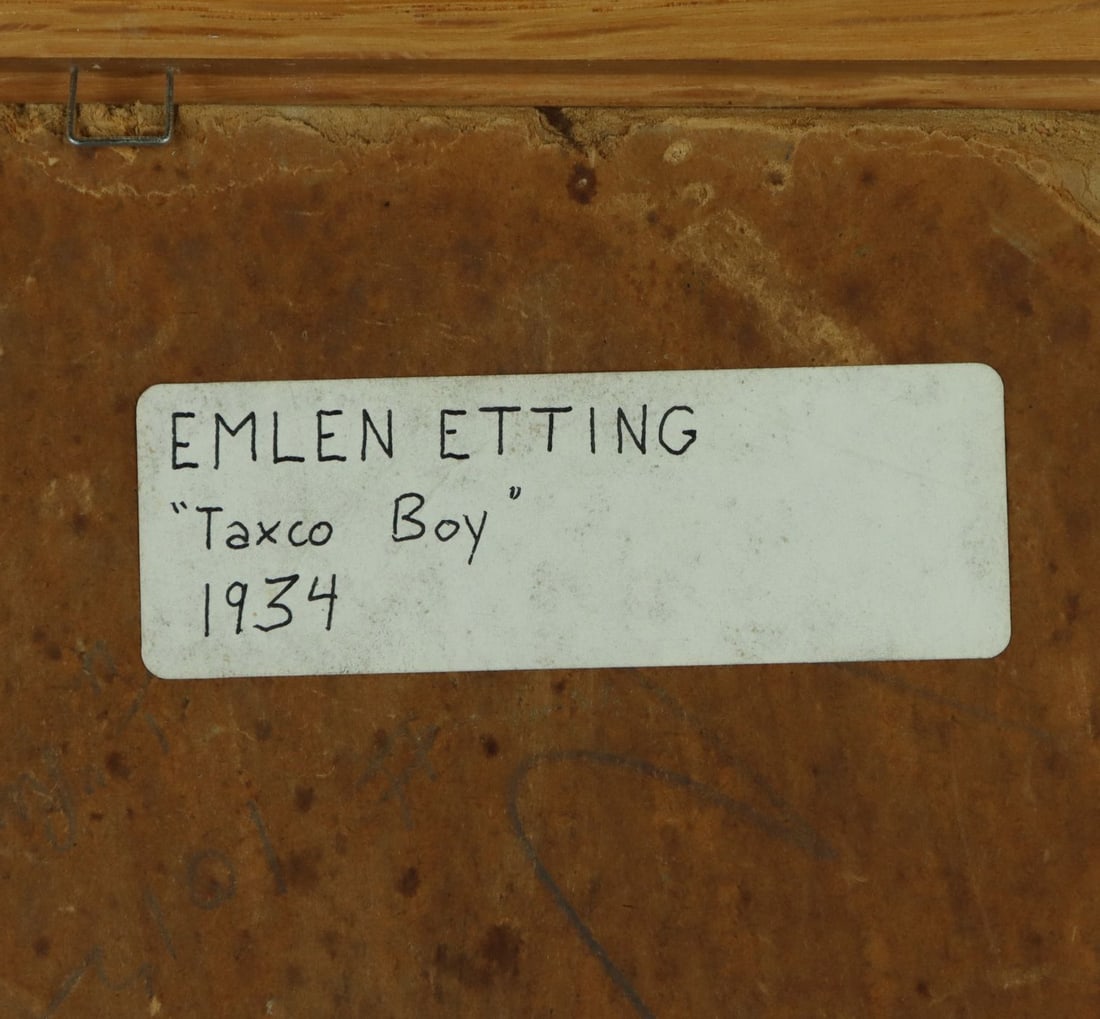 EMLEN ETTING
"Taxco Boy"
1934